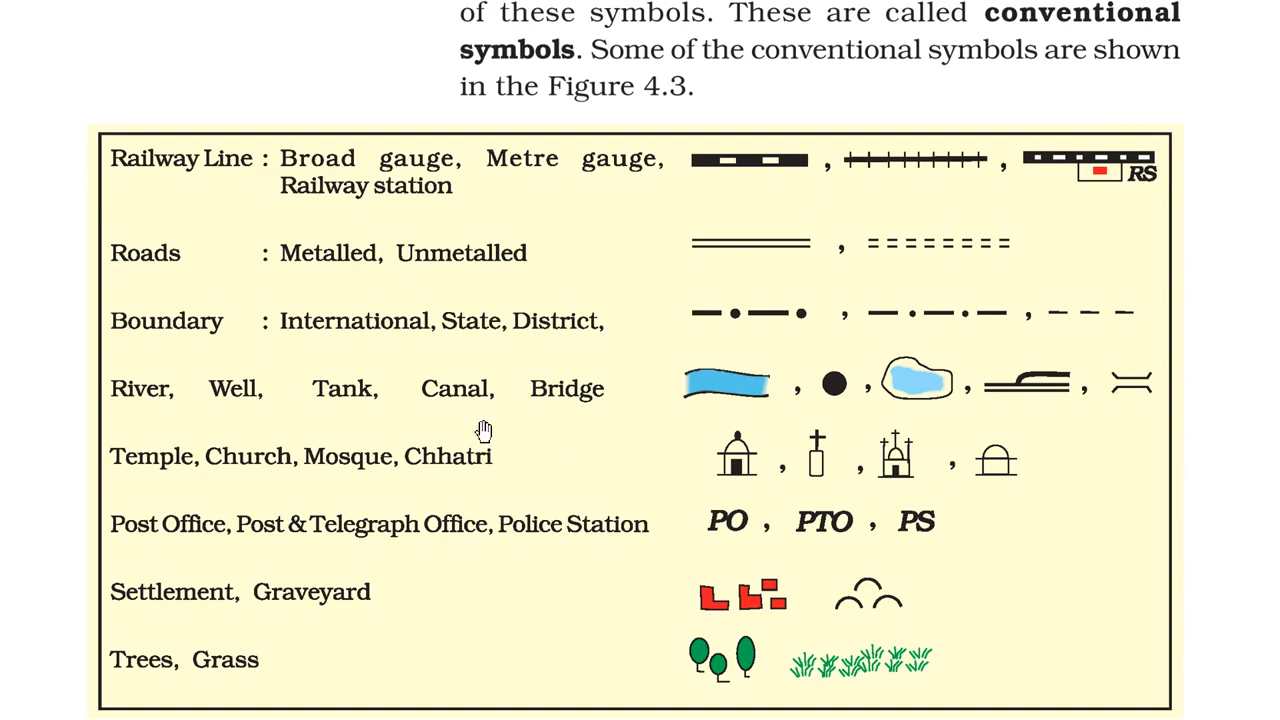 of these symbols. These are called conventional
symbols. Some of the conventional symbols are shown
in the Figure 4.3.
Railway Line : Broad gauge, Metre gauge,
Railway station
RS
Roads : Metalled, Unmetalled
Boundary : International, State, District,
River, Well, Tank, Canal, Bridge
Temple, Church, Mosque, Chhatri
Post Office, Post & Telegraph Office, Police Station PO , PTO , PS
Settlement, Graveyard
Trees, Grass